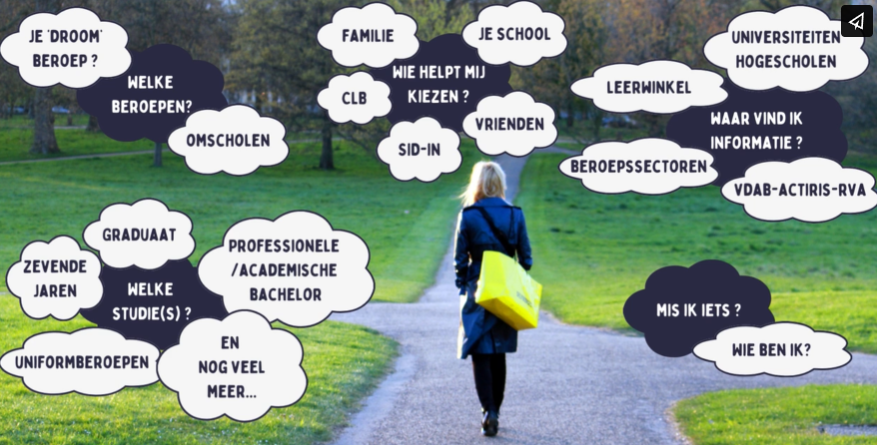 JE 'DROOM'
BEROEP ?
WELKE
BEROEPEN?
OMSCHOLEN
FAMILIE
JE SCHOOL
WIE HELPT MIJ
KIEZEN ?
CLB
VRIENDEN
SID-IN
UNIVERSITEITEN
HOGESCHOLEN
LEERWINKEL
WAAR VIND IK
INFORMATIE ?
BEROEPSSECTOREN
VDAB-ACTIRIS-RVA
GRADUAAT
ZEVENDE
JAREN
PROFESSIONELE
/ACADEMISCHE
BACHELOR
WELKE
STUDIE(S) ?
UNIFORMBEROEPEN
EN
NOG VEEL
MEER...
MIS IK IETS ?
WIE BEN IK?